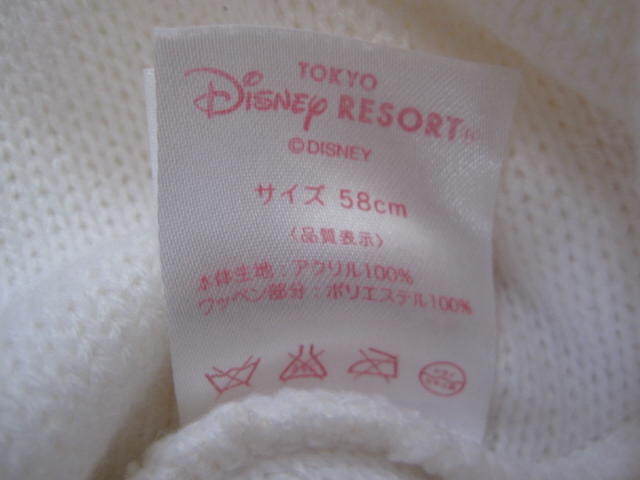 TOKYO
Disney RESORT
©DISNEY
サイズ 58cm
〈品質表示〉
本体生地：アクリル100%
ワッペン部分：ポリエステル100%